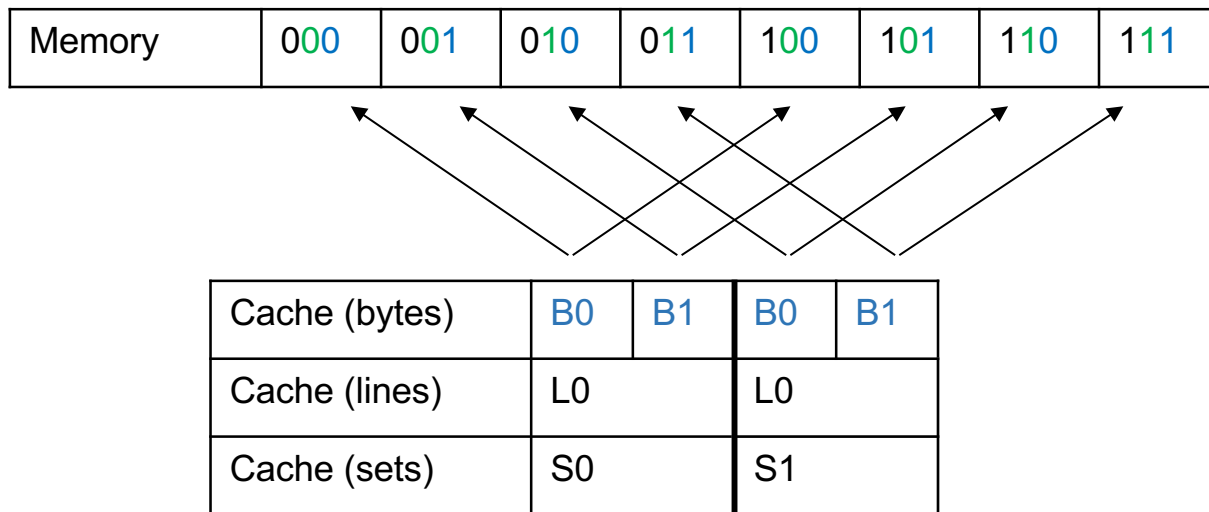 Memory 000 001 010 011 100 101 110 111
Cache (bytes) B0 B1 B0 B1
Cache (lines) L0 L0
Cache (sets) S0 S1